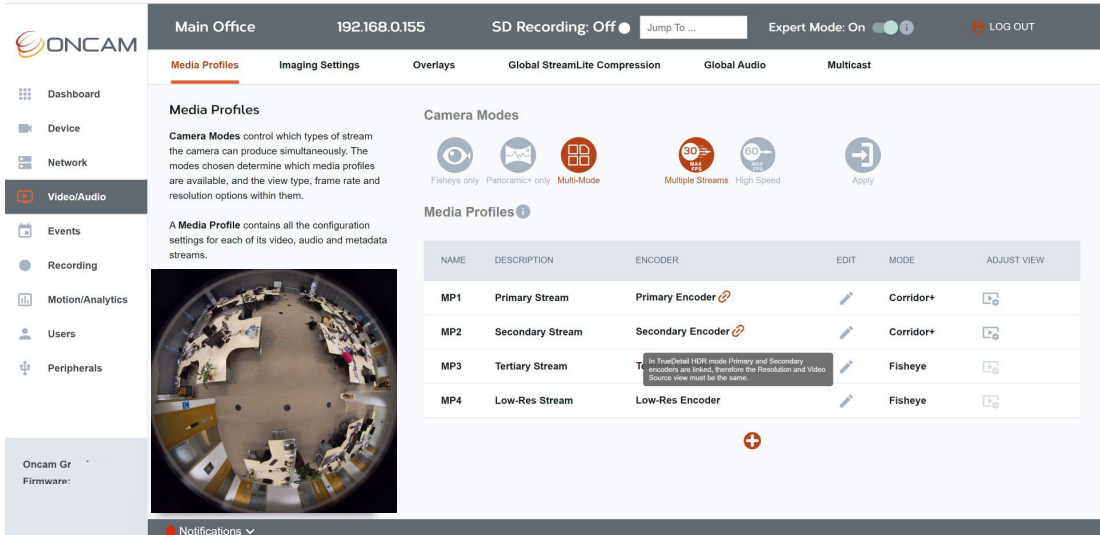 ONCAM
Main Office
192.168.0.155
SD Recording: Off
Jump To ...
Expert Mode: On
LOG OUT
Media Profiles
Imaging Settings
Overlays
Global StreamLite Compression
Global Audio
Multicast
Dashboard
Device
Network
Video/Audio
Events
Recording
Motion/Analytics
Users
Peripherals
Oncam Gr
Firmware:
Media Profiles
Camera Modes control which types of stream
the camera can produce simultaneously. The
modes chosen determine which media profiles
are available, and the view type, frame rate and
resolution options within them.
A Media Profile contains all the configuration
settings for each of its video, audio and metadata
streams.
Camera Modes
Fisheye only
Panoramic+ only
Multi-Mode
30
MAX
FPS
Multiple Streams
60
MAX
FPS
High Speed
Apply
Media Profiles
NAME DESCRIPTION ENCODER EDIT MODE ADJUST VIEW
MP1 Primary Stream Primary Encoder Corridor+
MP2 Secondary Stream Secondary Encoder Corridor+
In TrueDetail HDR mode Primary and Secondary
encoders are linked, therefore the Resolution and Video
Source view must be the same.
MP3 Tertiary Stream Fisheye
MP4 Low-Res Stream Low-Res Encoder Fisheye
Notifications